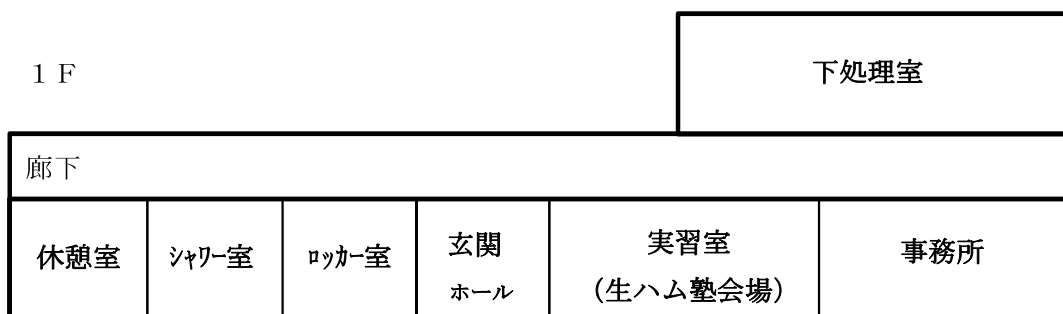 1 F
下処理室
廊下
休憩室
ｼｬﾜｰ室
ﾛｯｶｰ室
玄関
ホール
実習室
（生ハム塾会場）
事務所